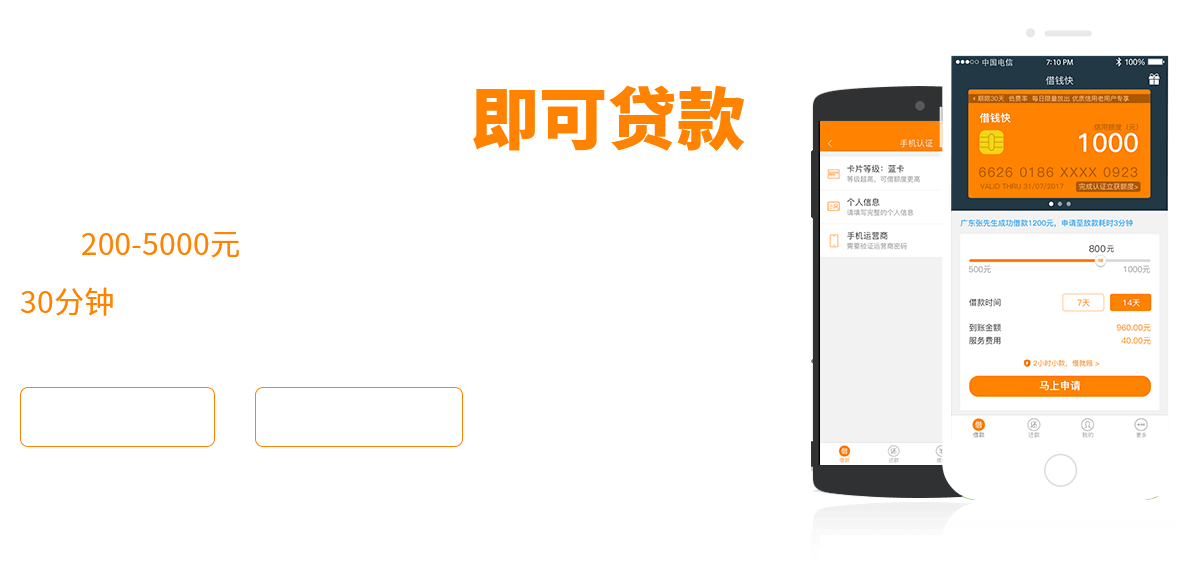 即可贷款
200-5000元
30分钟
手机认证
卡片等级：蓝卡
等级超高，可借额度更高
个人信息
请填写完整的个人信息
手机运营商
需要验证运营商密码
借款
还款
中国电信
7:10 PM
100%
借钱快
期限30天 低费率 每日限量放出 优质信用老用户专享
借钱快
信用额度（元）
1000
6626 0186 XXXX 0923
VALID THRU 31/07/2017
完成认证立获额度>
广东张先生成功借款1200元，申请至放款耗时3分钟
800元
500元
1000元
借款时间
7天
14天
到账金额
960.00元
服务费用
40.00元
2小时小款，借就赔 >
马上申请
借
借款
还款
我的
更多